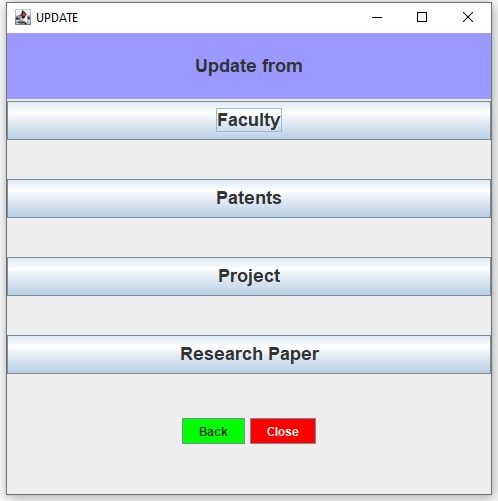 UPDATE
Update from
Faculty
Patents
Project
Research Paper
Back Close